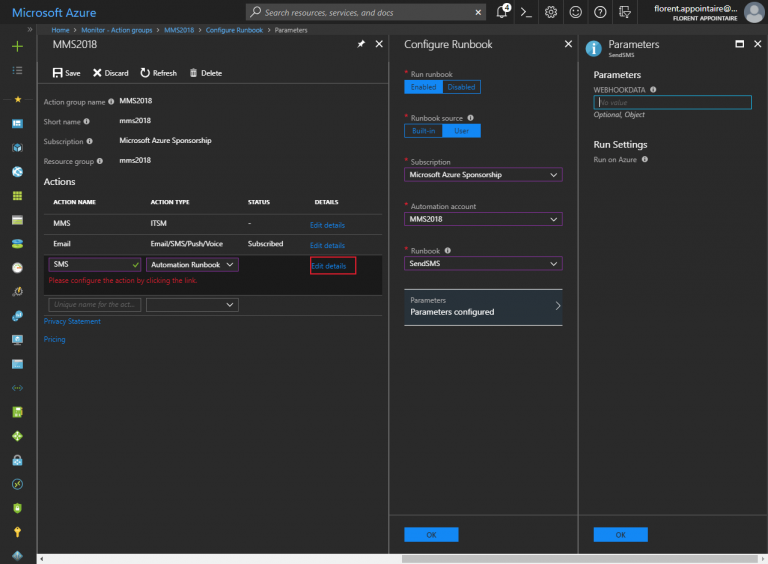 Microsoft Azure
Search resources, services, and docs
4
florent.appointaire@...
FLORENT APPOINTAIRE
Home > Monitor - Action groups > MMS2018 > Configure Runbook > Parameters
MMS2018
Save Discard Refresh Delete
Action group name MMS2018
Short name mms2018
Subscription Microsoft Azure Sponsorship
Resource group mms2018
Actions
ACTION NAME ACTION TYPE STATUS DETAILS
MMS ITSM - Edit details
Email Email/SMS/Push/Voice Subscribed Edit details
SMS Automation Runbook Edit details
Please configure the action by clicking the link.
Unique name for the act...
Privacy Statement
Pricing
Configure Runbook
* Run runbook
Enabled Disabled
* Runbook source
Built-in User
* Subscription
Microsoft Azure Sponsorship
* Automation account
MMS2018
* Runbook
SendSMS
Parameters
Parameters configured
OK
Parameters
SendSMS
Parameters
WEBHOOKDATA
No value
Optional, Object
Run Settings
Run on Azure
OK